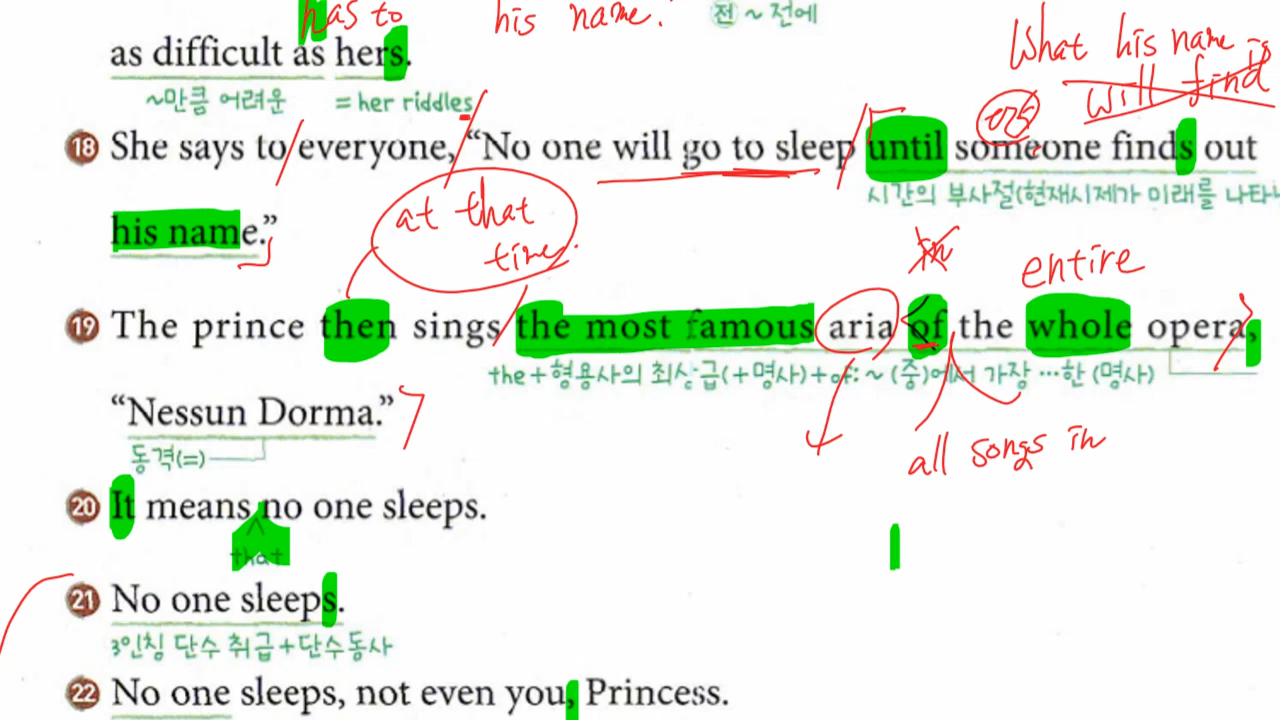 has to his name. 전 ~ 전에
as difficult as hers.
~만큼 어려운 = her riddles
What his name is
will find
⑱ She says to everyone, “No one will go to sleep until someone finds out
시간의 부사절(현재시제가 미래를 나타내
at that
time.
his name.”
in entire
⑲ The prince then sings the most famous aria of the whole opera,
the+형용사의 최상급(+명사)+of: ~ (중)에서 가장 …한 (명사)
“Nessun Dorma.”
동격(=)
all songs in
⑳ It means no one sleeps.
that
㉑ No one sleeps.
3인칭 단수 취급+단수동사
㉒ No one sleeps, not even you, Princess.